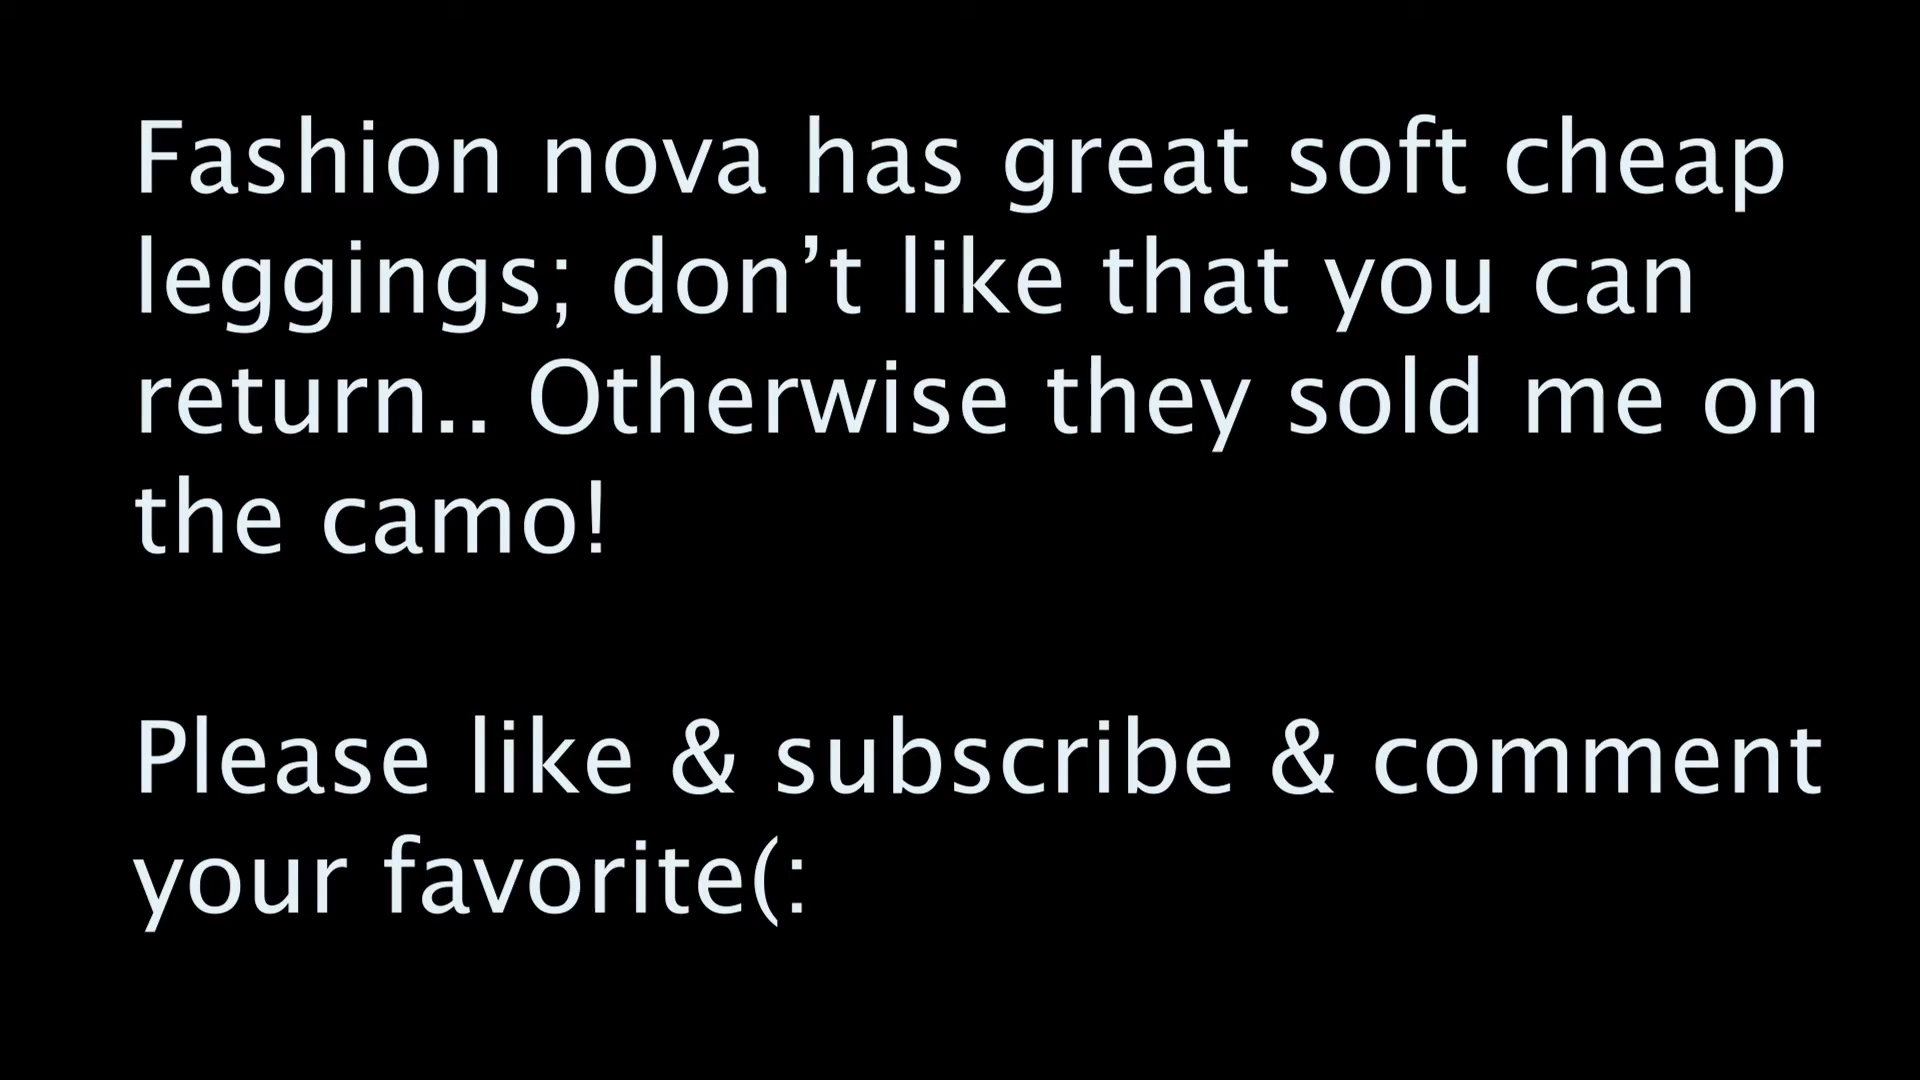 Fashion nova has great soft cheap
leggings; don’t like that you can
return.. Otherwise they sold me on
the camo!
Please like & subscribe & comment
your favorite(: